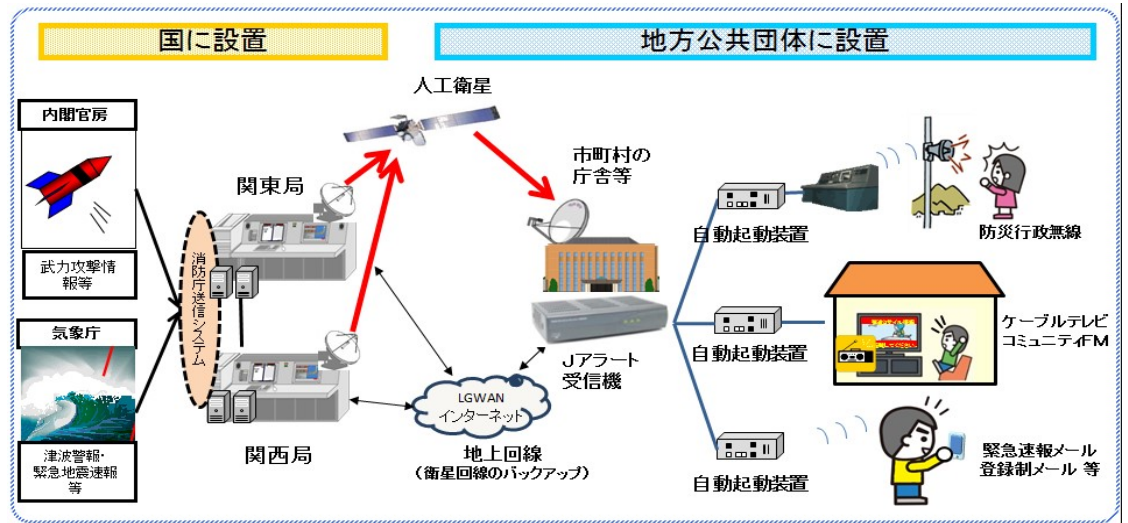 国に設置
地方公共団体に設置
内閣官房
武力攻撃情
報等
気象庁
津波警報・
緊急地震速報
等
消防庁送信システム
関東局
関西局
人工衛星
LGWAN
インターネット
地上回線
（衛星回線のバックアップ）
市町村の
庁舎等
Jアラート
受信機
自動起動装置
防災行政無線
自動起動装置
ケーブルテレビ
コミュニティFM
自動起動装置
緊急速報メール
登録制メール 等